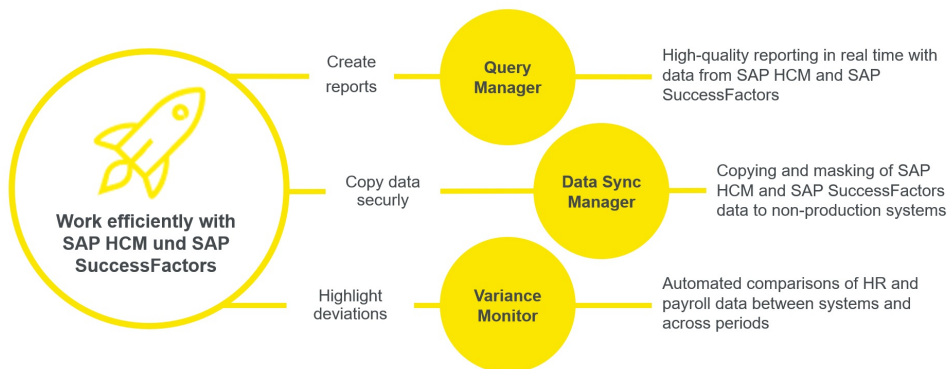 Work efficiently with
SAP HCM und SAP
SuccessFactors
Create
reports
Query
Manager
High-quality reporting in real time with
data from SAP HCM and SAP
SuccessFactors
Copy data
securly
Data Sync
Manager
Copying and masking of SAP
HCM and SAP SuccessFactors
data to non-production systems
Highlight
deviations
Variance
Monitor
Automated comparisons of HR and
payroll data between systems and
across periods